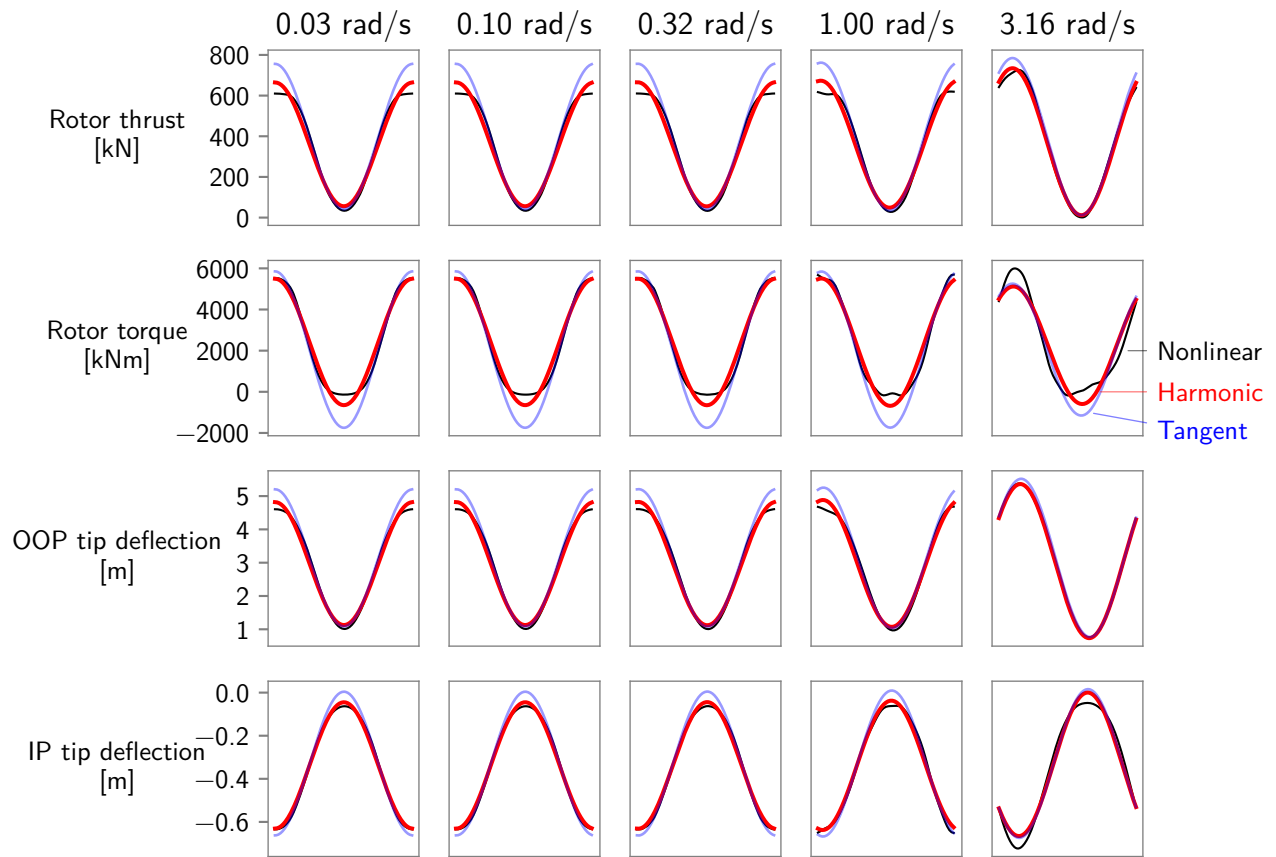 0.03 rad/s 0.10 rad/s 0.32 rad/s 1.00 rad/s 3.16 rad/s
Rotor thrust
[kN]
800
600
400
200
0
Rotor torque
[kNm]
6000
4000
2000
0
−2000
Nonlinear
Harmonic
Tangent
OOP tip deflection
[m]
5
4
3
2
1
IP tip deflection
[m]
0.0
−0.2
−0.4
−0.6